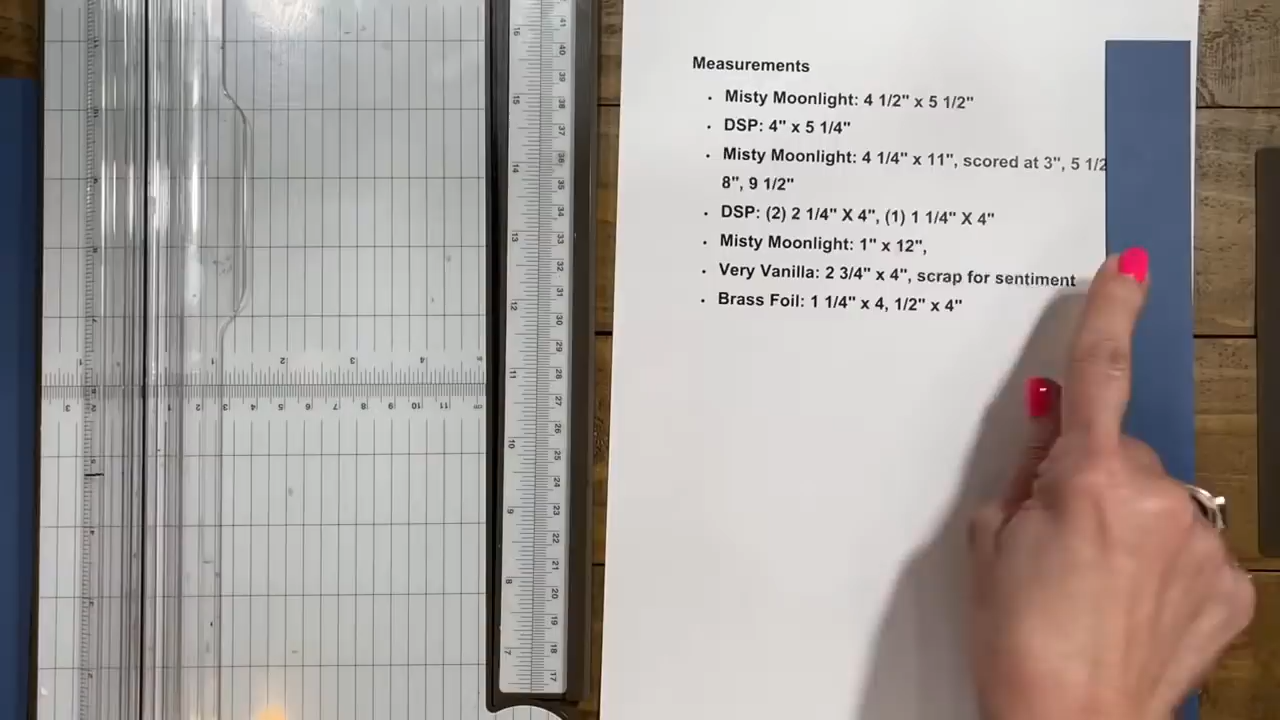 Measurements
• Misty Moonlight: 4 1/2" x 5 1/2"
• DSP: 4" x 5 1/4"
• Misty Moonlight: 4 1/4" x 11", scored at 3", 5 1/2
8", 9 1/2"
• DSP: (2) 2 1/4" X 4", (1) 1 1/4" X 4"
• Misty Moonlight: 1" x 12",
• Very Vanilla: 2 3/4" x 4", scrap for sentiment
• Brass Foil: 1 1/4" x 4, 1/2" x 4"